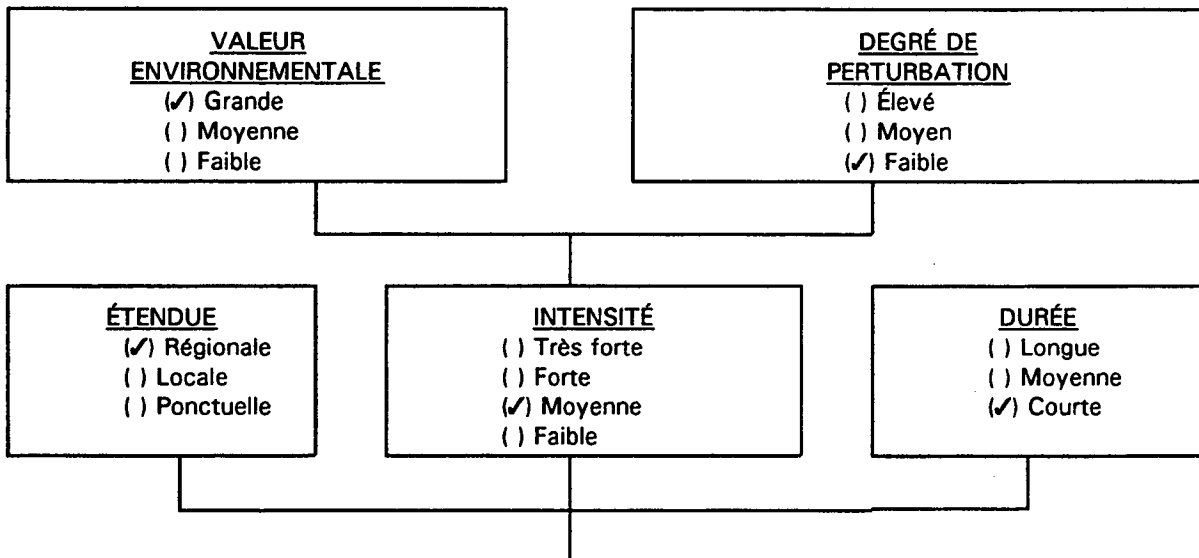 VALEUR
ENVIRONNEMENTALE
(✓) Grande
( ) Moyenne
( ) Faible
DEGRÉ DE
PERTURBATION
( ) Élevé
( ) Moyen
(✓) Faible
ÉTENDUE
(✓) Régionale
( ) Locale
( ) Ponctuelle
INTENSITÉ
( ) Très forte
( ) Forte
(✓) Moyenne
( ) Faible
DURÉE
( ) Longue
( ) Moyenne
(✓) Courte